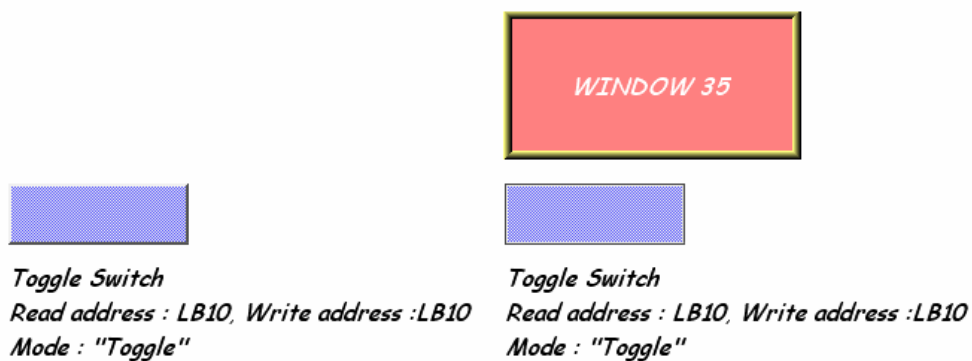 WINDOW 35
Toggle Switch
Read address : LB10, Write address :LB10
Mode : "Toggle"
Toggle Switch
Read address : LB10, Write address :LB10
Mode : "Toggle"